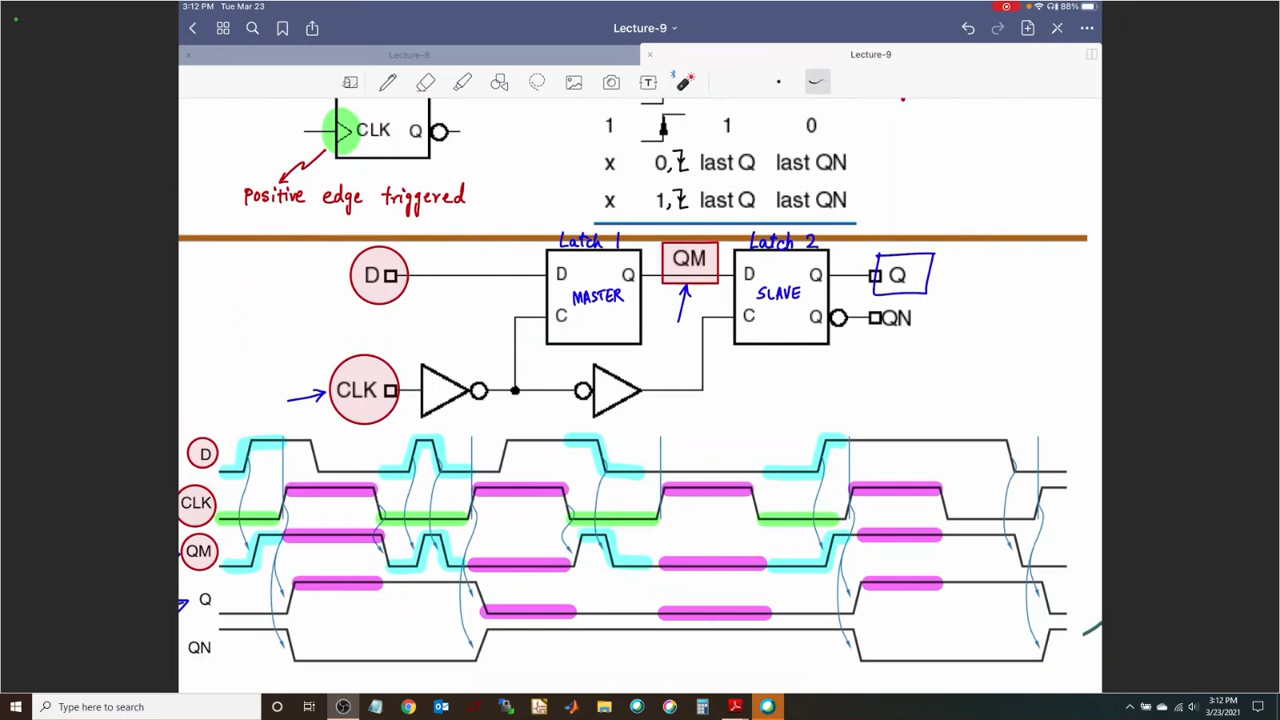 3:12 PM Tue Mar 23
88%
Lecture-9
Lecture-8
Lecture-9
CLK Q
1 1 0
x 0, last Q last QN
x 1, last Q last QN
Positive edge triggered
Latch 1
Latch 2
D
D Q
QM
D Q
Q
MASTER
SLAVE
C
C Q
QN
CLK
D
CLK
QM
Q
QN
Type here to search
3:12 PM
3/23/2021